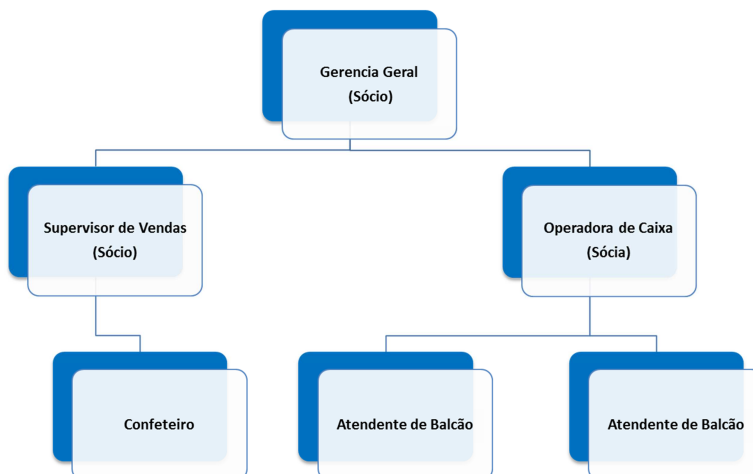 Gerencia Geral
(Sócio)
Supervisor de Vendas
(Sócio)
Operadora de Caixa
(Sócia)
Confeteiro
Atendente de Balcão
Atendente de Balcão